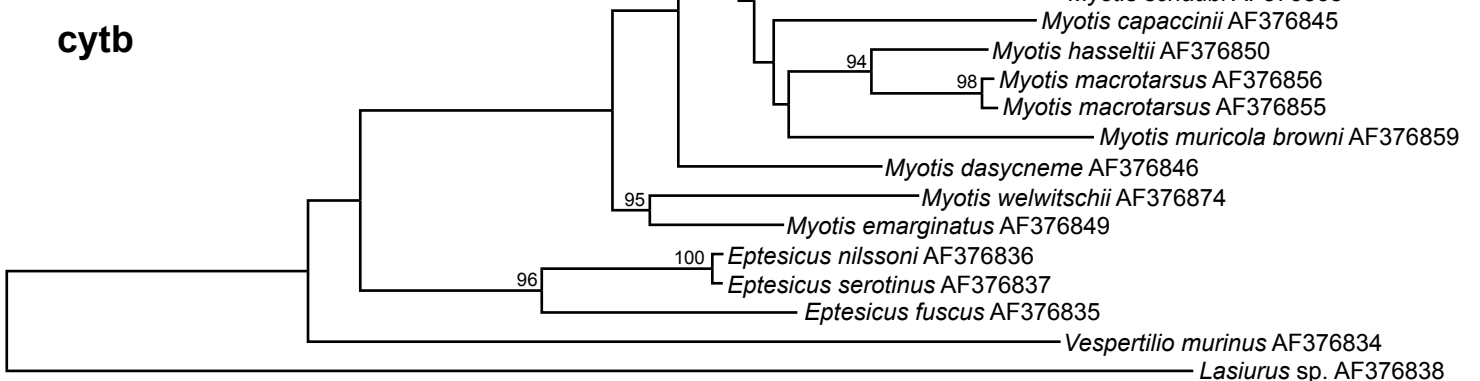 cytb
Myotis capaccinii AF376845
Myotis hasseltii AF376850
94
Myotis macrotarsus AF376856
98
Myotis macrotarsus AF376855
Myotis muricola browni AF376859
Myotis dasycneme AF376846
Myotis welwitschii AF376874
95
Myotis emarginatus AF376849
Eptesicus nilssoni AF376836
100
Eptesicus serotinus AF376837
96
Eptesicus fuscus AF376835
Vespertilio murinus AF376834
Lasiurus sp. AF376838